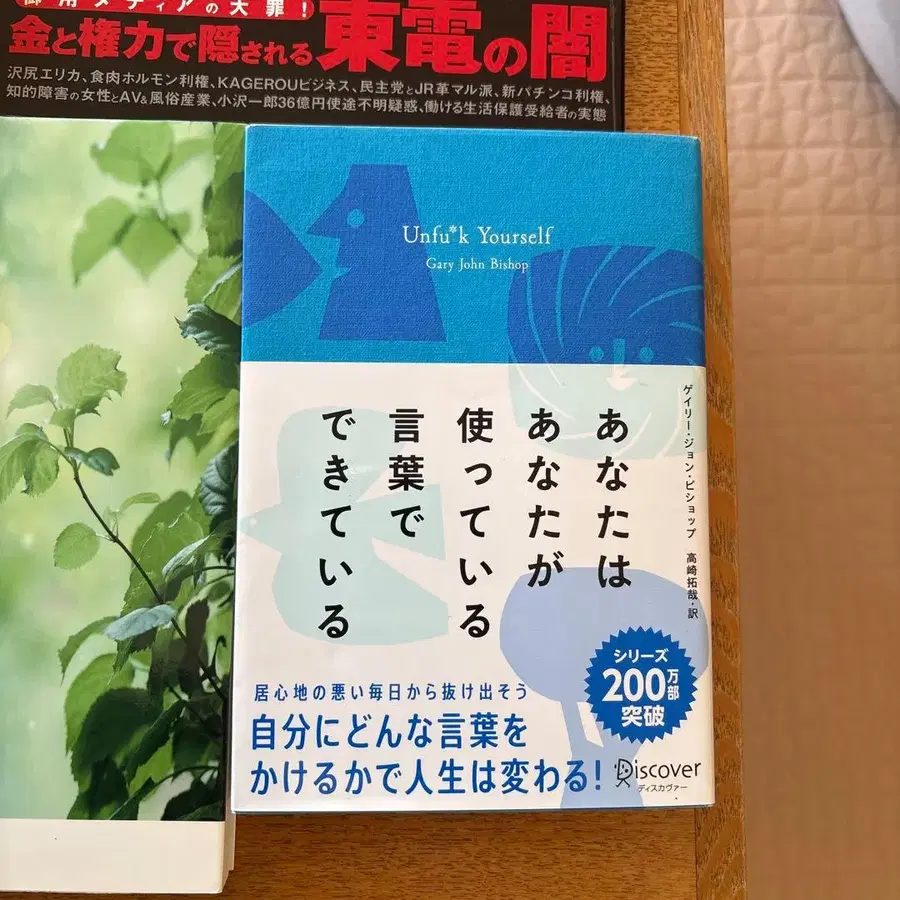 御用メディアの大罪!
金と権力で隠される東電の闇
沢尻エリカ、食肉ホルモン利権、KAGEROUビジネス、民主党とJR革マル派、新パチンコ利権、
知的障害の女性とAV&風俗産業、小沢一郎36億円使途不明疑惑、働ける生活保護受給者の実態
Unfu*k Yourself
Gary John Bishop
あなたは
あなたが
使っている
言葉で
できている
ゲイリー・ジョン・ビショップ 高崎拓哉・訳
居心地の悪い毎日から抜け出そう
自分にどんな言葉を
かけるかで人生は変わる!
シリーズ
200万部
突破
Discover
ディスカヴァー